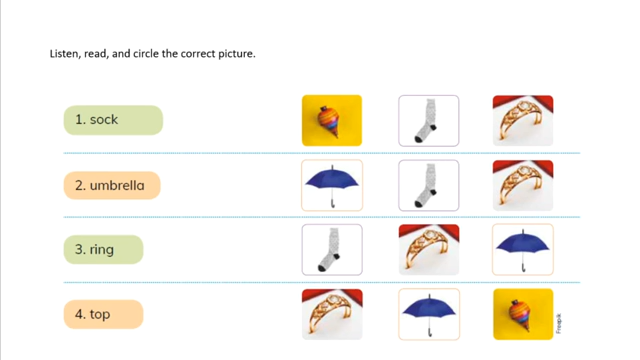 Listen, read, and circle the correct picture.
1. sock
2. umbrella
3. ring
4. top
Freepik